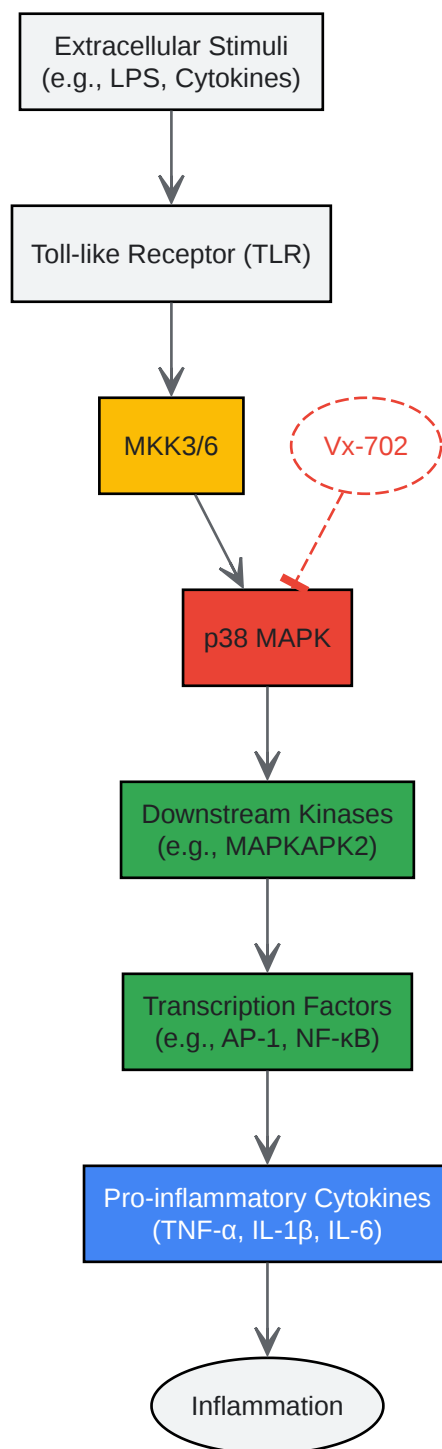 Extracellular Stimuli
(e.g., LPS, Cytokines)
Toll-like Receptor (TLR)
MKK3/6
Vx-702
p38 MAPK
Downstream Kinases
(e.g., MAPKAPK2)
Transcription Factors
(e.g., AP-1, NF-κB)
Pro-inflammatory Cytokines
(TNF-α, IL-1β, IL-6)
Inflammation